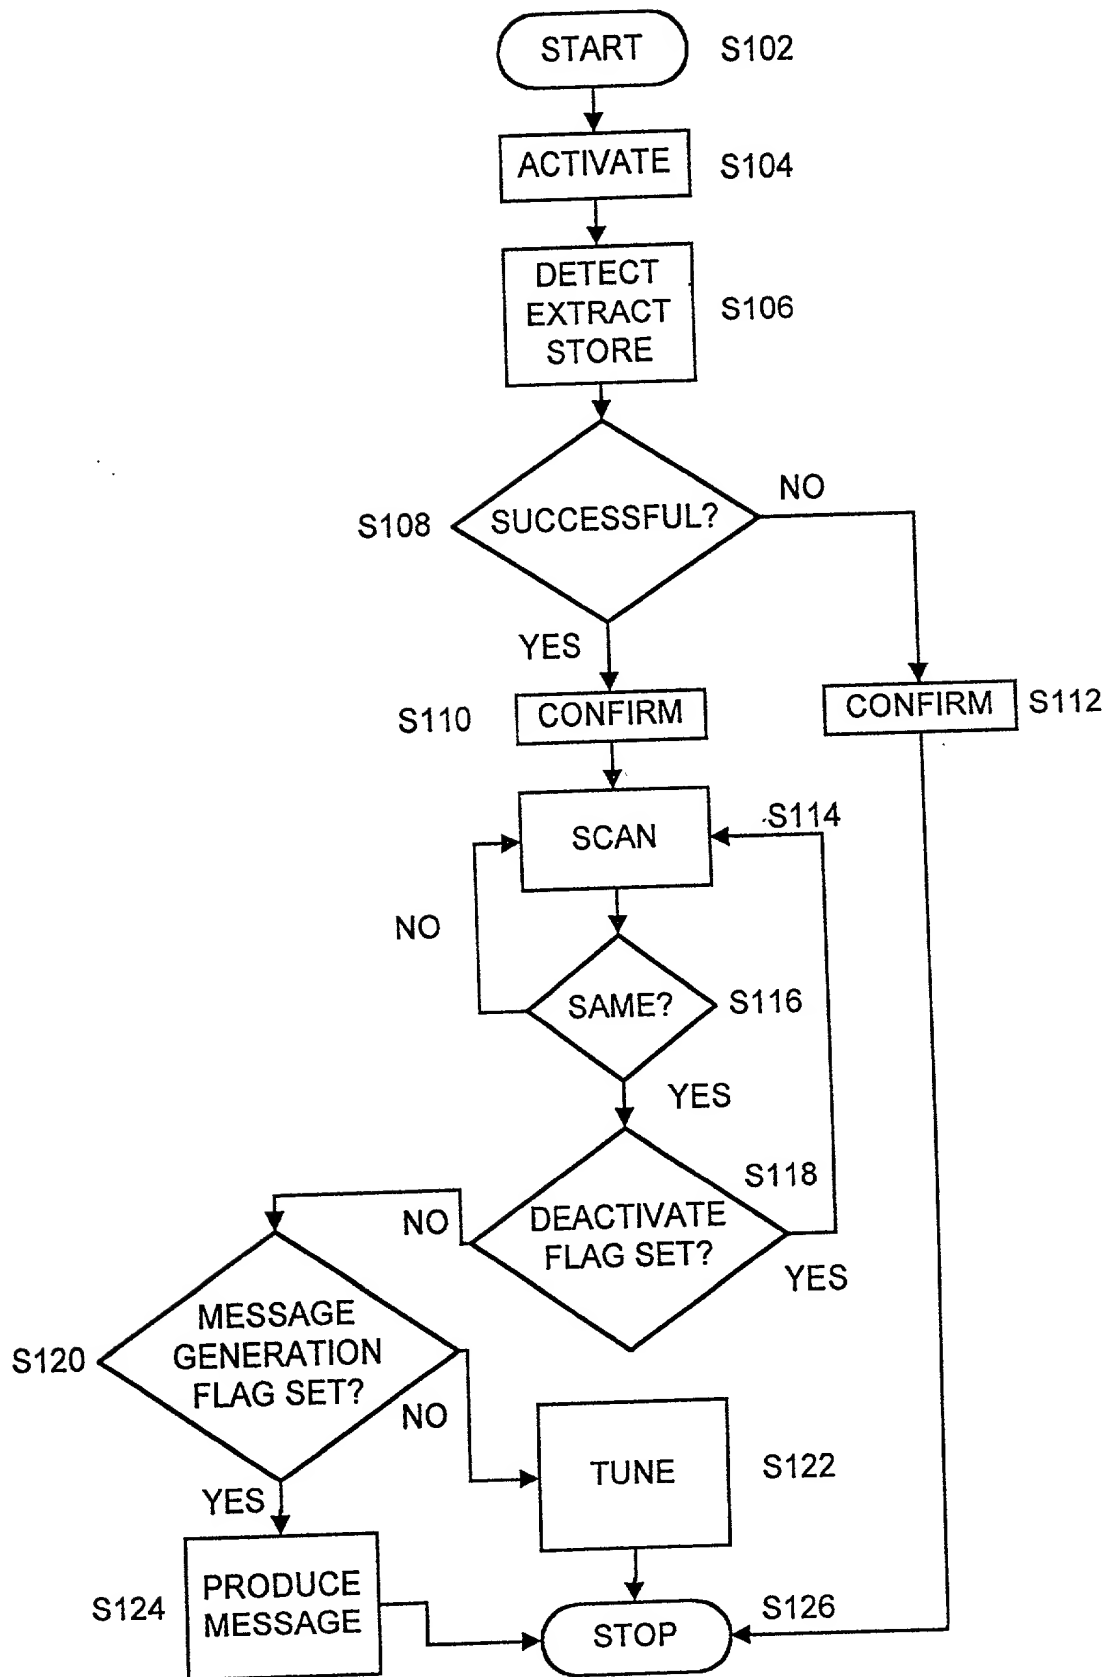 START
S102
ACTIVATE
S104
DETECT
EXTRACT
STORE
S106
S108
SUCCESSFUL?
NO
YES
S110
CONFIRM
CONFIRM
S112
SCAN
S114
NO
SAME?
S116
YES
S118
DEACTIVATE
FLAG SET?
NO
YES
S120
MESSAGE
GENERATION
FLAG SET?
NO
YES
TUNE
S122
S124
PRODUCE
MESSAGE
STOP
S126